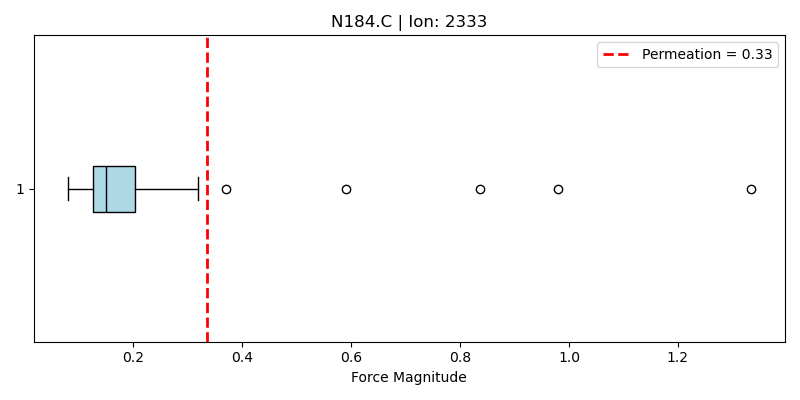 N184.C | Ion: 2333
Permeation = 0.33
1
0.2 0.4 0.6 0.8 1.0 1.2
Force Magnitude